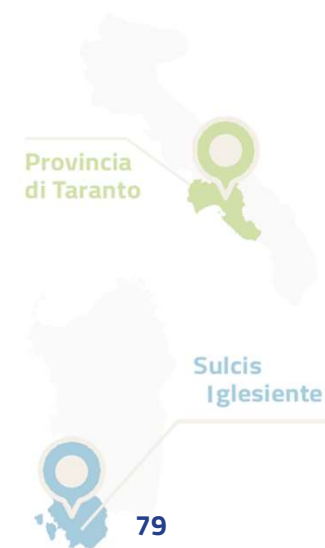 Provincia
di Taranto
Sulcis
Iglesiente
79